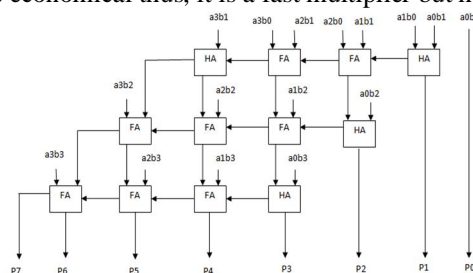 economical thus, it is a fast multiplier but
a3b1 a3b0 a2b1 a2b0 a1b1 a1b0 a0b1
HA FA FA HA
a3b2 a2b2 a1b2 a0b2
FA FA FA HA
a3b3 a2b3 a1b3 a0b3
FA FA FA HA
P7 P6 P5 P4 P3 P2 P1